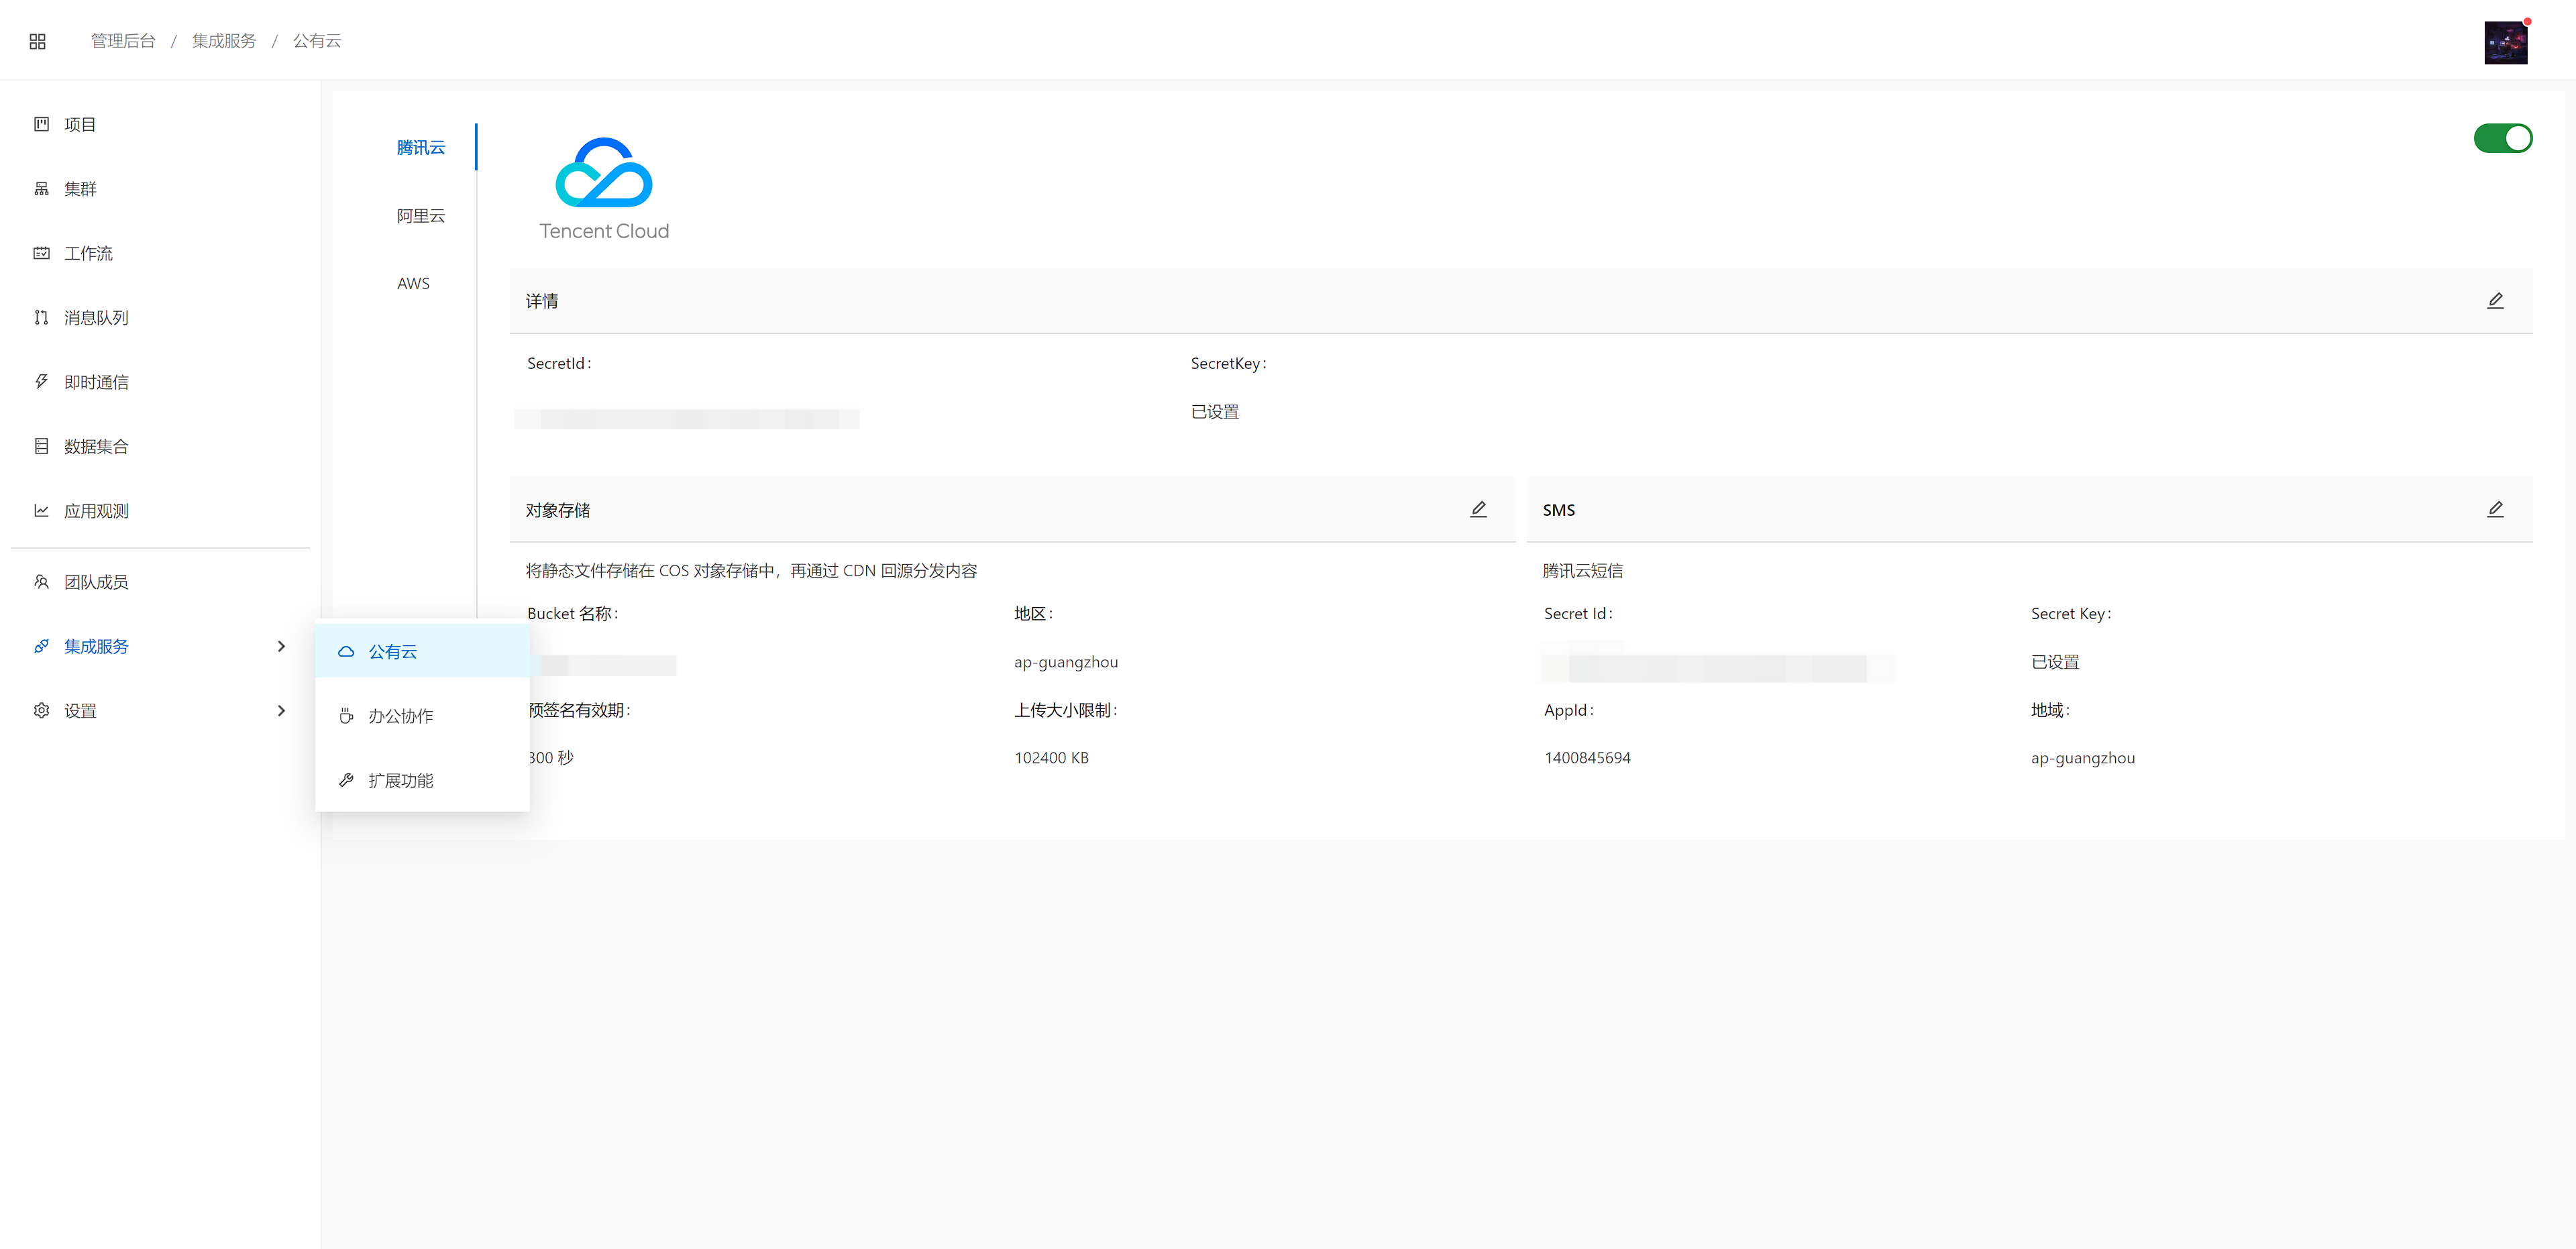 管理后台 / 集成服务 / 公有云
项目
集群
工作流
消息队列
即时通信
数据集合
应用观测
团队成员
集成服务
设置
公有云
办公协作
扩展功能
腾讯云
阿里云
AWS
Tencent Cloud
详情
SecretId:
SecretKey:
已设置
对象存储
将静态文件存储在 COS 对象存储中，再通过 CDN 回源分发内容
Bucket 名称:
地区:
ap-guangzhou
预签名有效期:
上传大小限制:
300 秒
102400 KB
SMS
腾讯云短信
Secret Id:
Secret Key:
已设置
AppId:
地域:
1400845694
ap-guangzhou